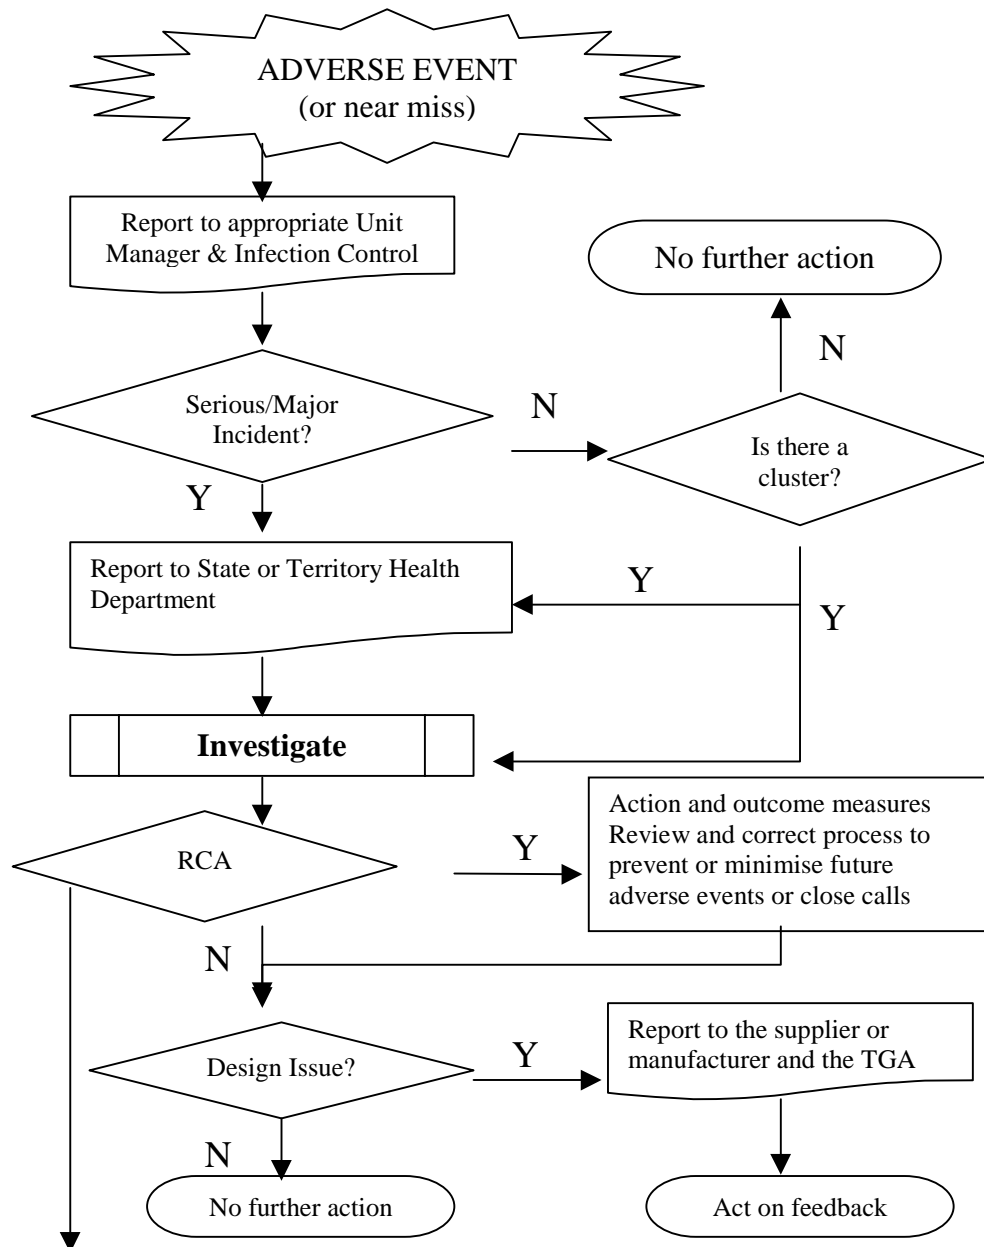 ADVERSE EVENT
(or near miss)
Report to appropriate Unit
Manager & Infection Control
No further action
N
Serious/Major
Incident?
N
Is there a
cluster?
Y
Report to State or Territory Health
Department
Y
Y
Investigate
Action and outcome measures
Review and correct process to
prevent or minimise future
adverse events or close calls
RCA
Y
N
Design Issue?
Y
Report to the supplier or
manufacturer and the TGA
N
No further action
Act on feedback